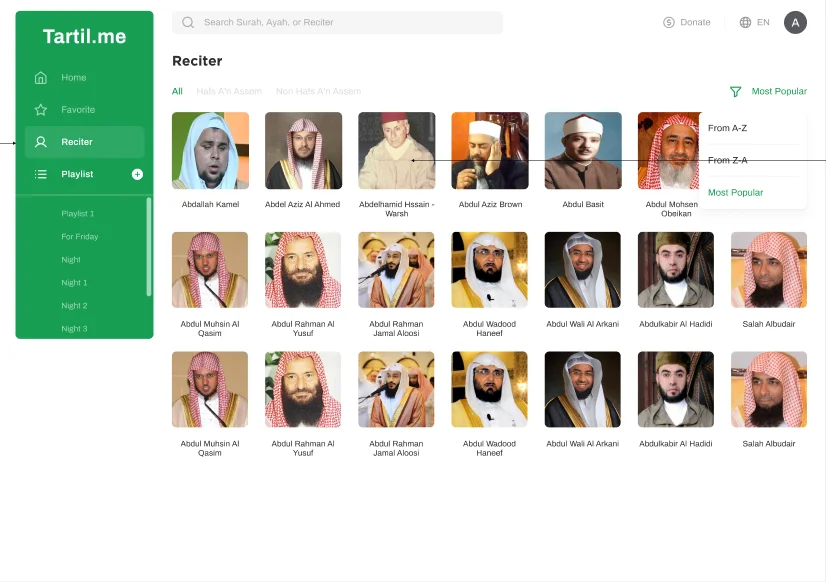 Tartil.me
Home
Favorite
Reciter
Playlist
Playlist 1
For Friday
Night
Night 1
Night 2
Night 3
Search Surah, Ayah, or Reciter
Donate
EN
A
Reciter
All
Hafs A'n Assem
Non Hafs A'n Assem
Most Popular
From A-Z
From Z-A
Most Popular
Abdallah Kamel
Abdel Aziz Al Ahmed
Abdelhamid Hssain -
Warsh
Abdul Aziz Brown
Abdul Basit
Abdul Mohsen
Obeikan
Abdul Muhsin Al
Qasim
Abdul Rahman Al
Yusuf
Abdul Rahman
Jamal Aloosi
Abdul Wadood
Haneef
Abdul Wali Al Arkani
Abdulkabir Al Hadidi
Salah Albudair
Abdul Muhsin Al
Qasim
Abdul Rahman Al
Yusuf
Abdul Rahman
Jamal Aloosi
Abdul Wadood
Haneef
Abdul Wali Al Arkani
Abdulkabir Al Hadidi
Salah Albudair